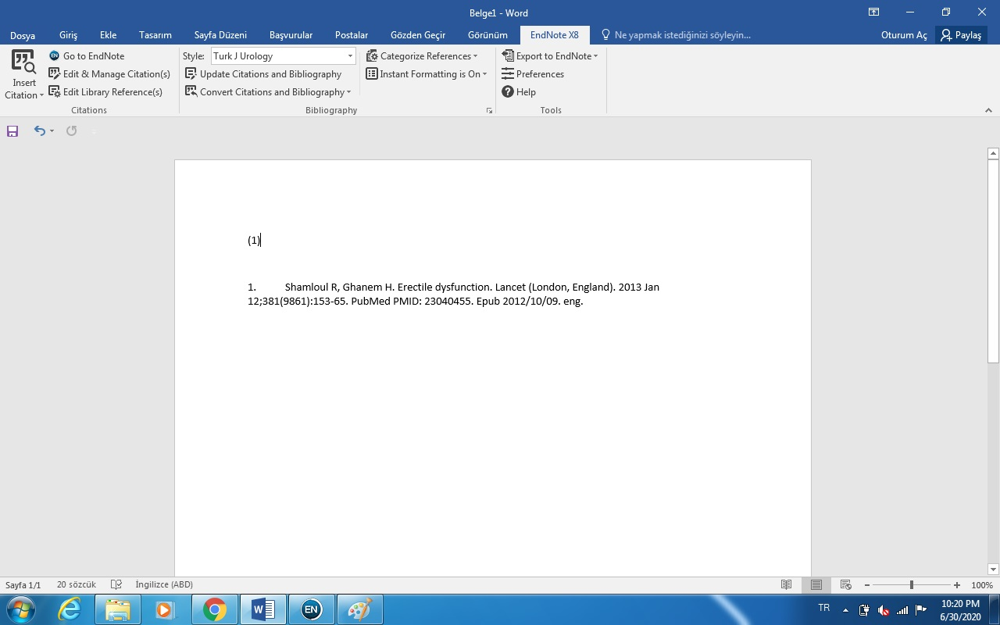 Belge1 - Word
Dosya Giriş Ekle Tasarım Sayfa Düzeni Başvurular Postalar Gözden Geçir Görünüm EndNote X8 Ne yapmak istediğinizi söyleyin... Oturum Aç Paylaş
Insert Citation
Go to EndNote
Edit & Manage Citation(s)
Edit Library Reference(s)
Citations
Style: Turk J Urology
Update Citations and Bibliography
Convert Citations and Bibliography
Categorize References
Instant Formatting is On
Bibliography
Export to EndNote
Preferences
Help
Tools
(1)
1. Shamloul R, Ghanem H. Erectile dysfunction. Lancet (London, England). 2013 Jan
12;381(9861):153-65. PubMed PMID: 23040455. Epub 2012/10/09. eng.
Sayfa 1/1 20 sözcük İngilizce (ABD) 100%
EN
TR
10:20 PM
6/30/2020